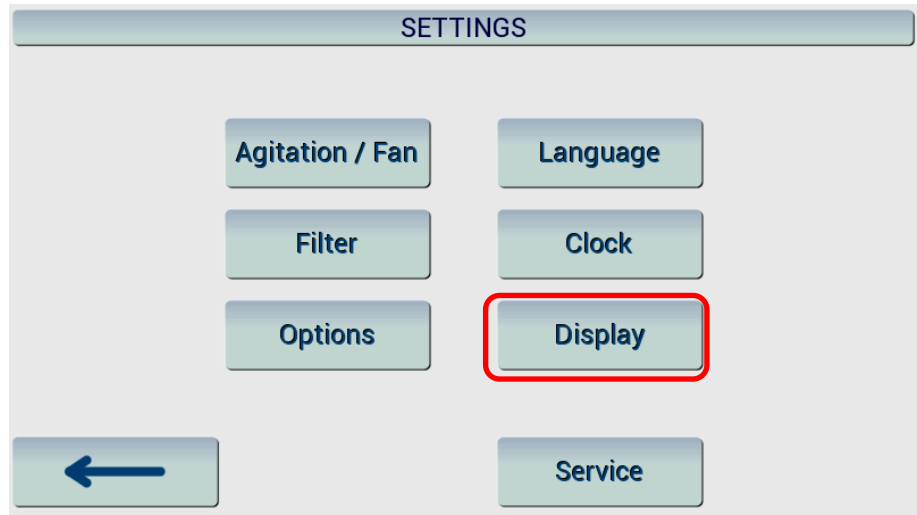 SETTINGS
Agitation / Fan
Language
Filter
Clock
Options
Display
Service